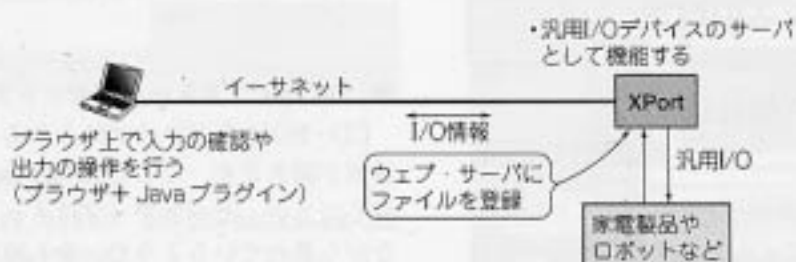 ・汎用I/Oデバイスのサーバ
として機能する
イーサネット
XPort
I/O情報
ブラウザ上で入力の確認や
出力の操作を行う
(ブラウザ+Javaプラグイン)
ウェブ・サーバに
ファイルを登録
汎用I/O
家電製品や
ロボットなど